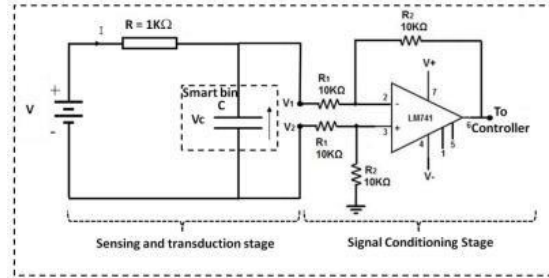 R = 1KΩ
I
+
V
-
Smart bin
C
Vc
V1
V2
R1
10KΩ
R1
10KΩ
R2
10KΩ
R2
10KΩ
V+
7
2
-
3
+
LM741
6
4
1
5
V-
To
Controller
Sensing and transduction stage
Signal Conditioning Stage